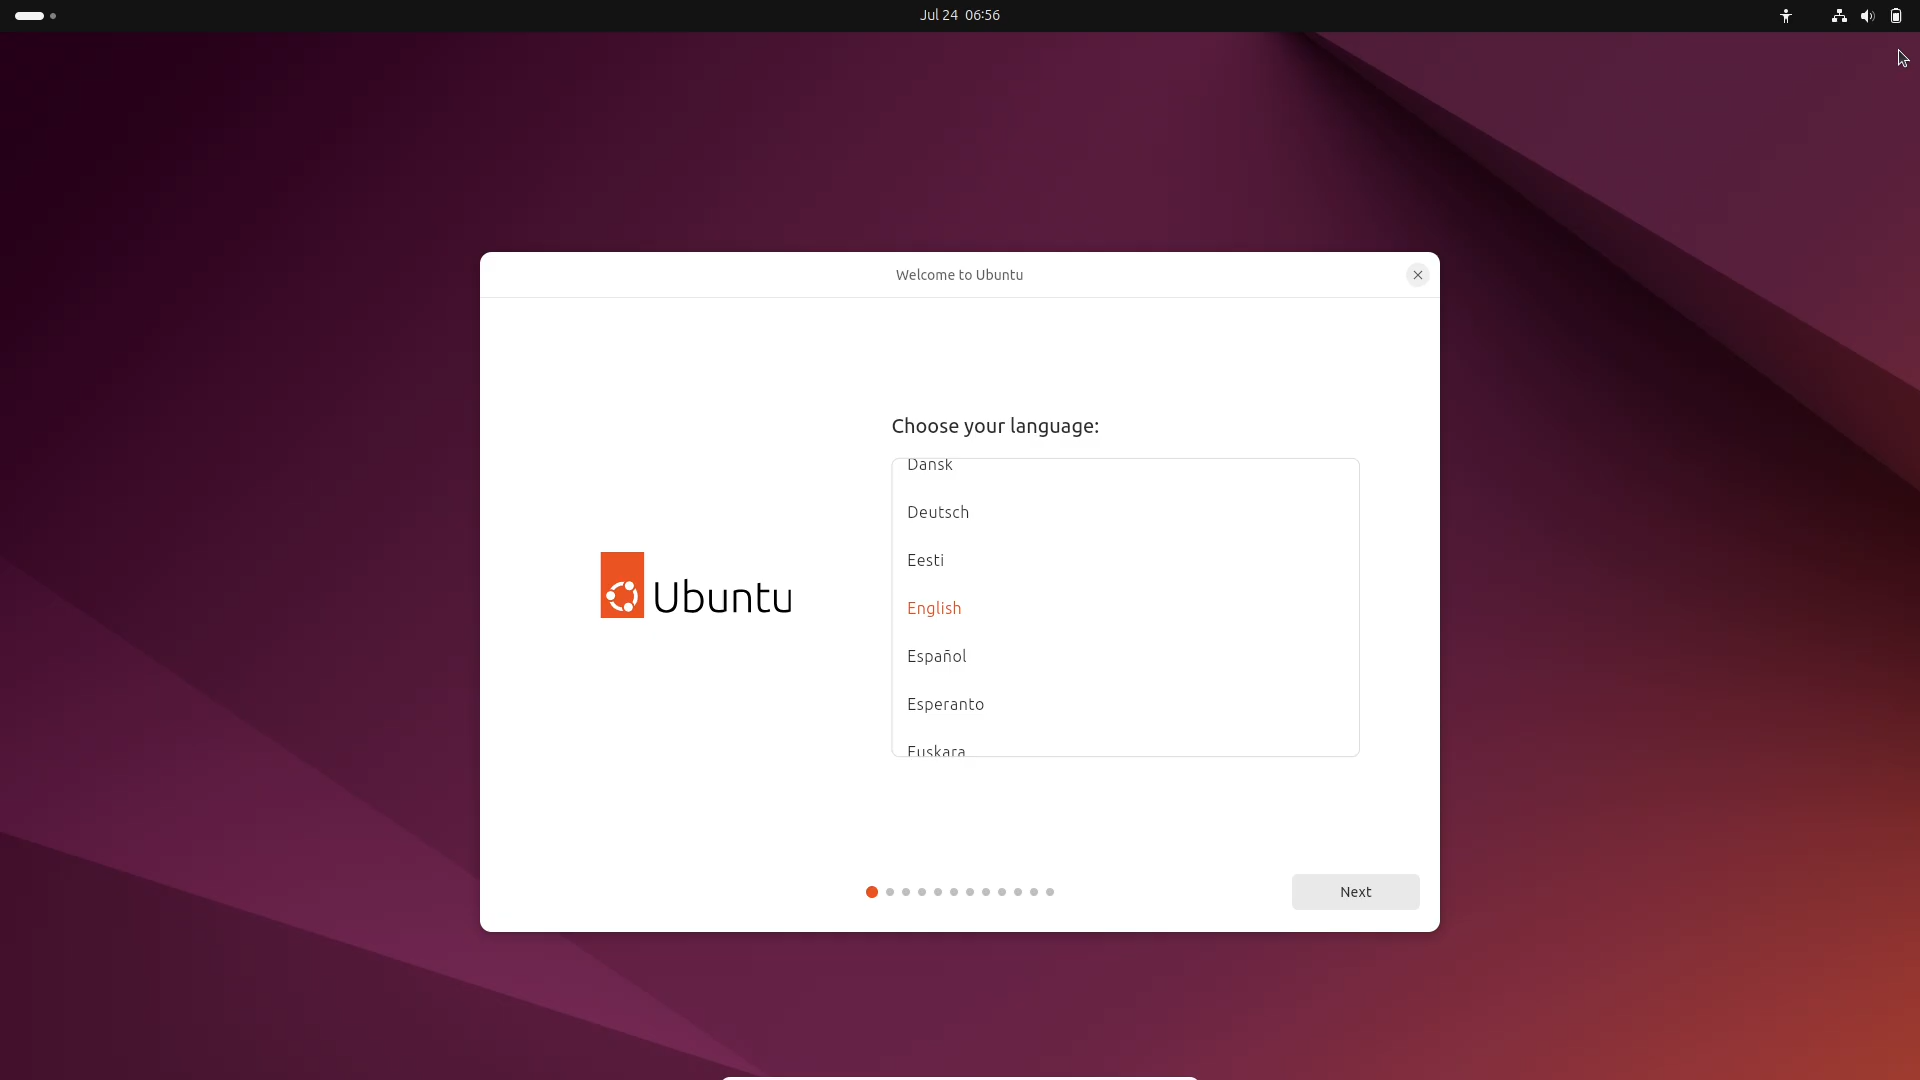 Jul 24 06:56
Welcome to Ubuntu
Choose your language:
Dansk
Deutsch
Eesti
English
Español
Esperanto
Euskara
Ubuntu
Next